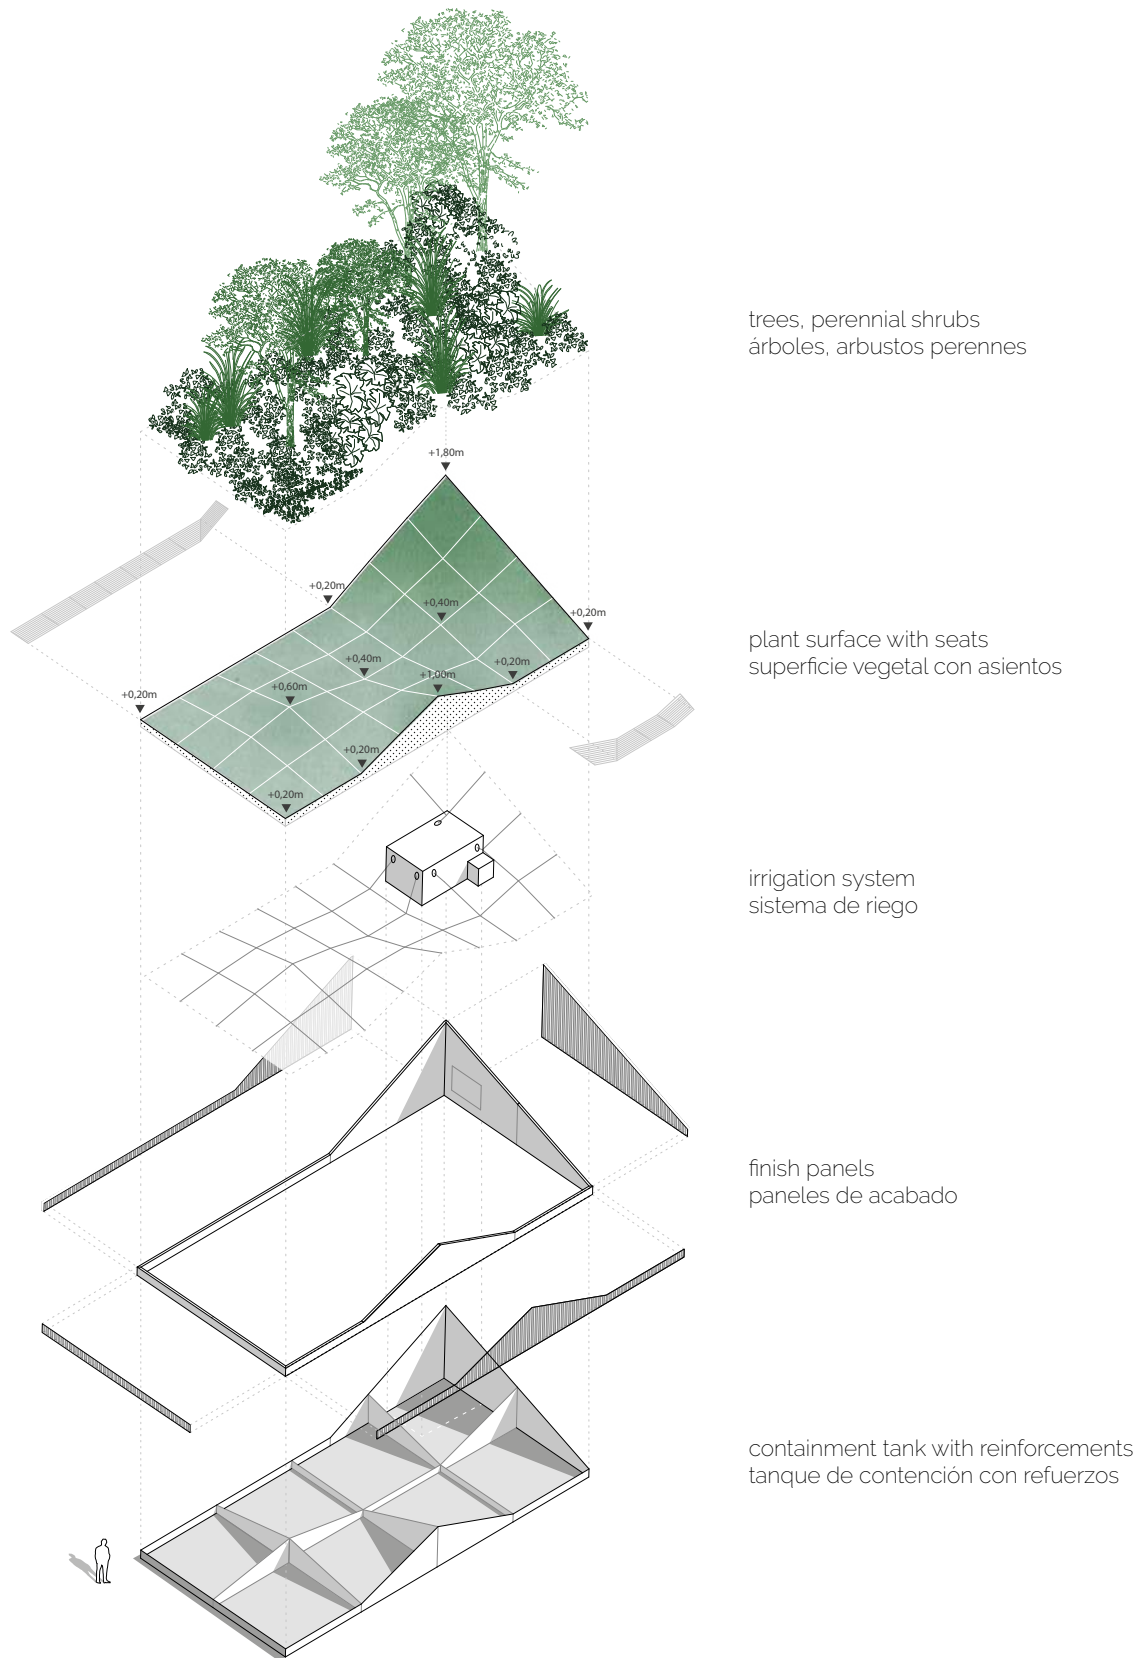 trees, perennial shrubs
árboles, arbustos perennes
+1,80m
+0,20m
+0,40m
+0,20m
plant surface with seats
superficie vegetal con asientos
+0,40m
+0,20m
+1,00m
+0,60m
+0,20m
+0,20m
+0,20m
irrigation system
sistema de riego
finish panels
paneles de acabado
containment tank with reinforcements
tanque de contención con refuerzos